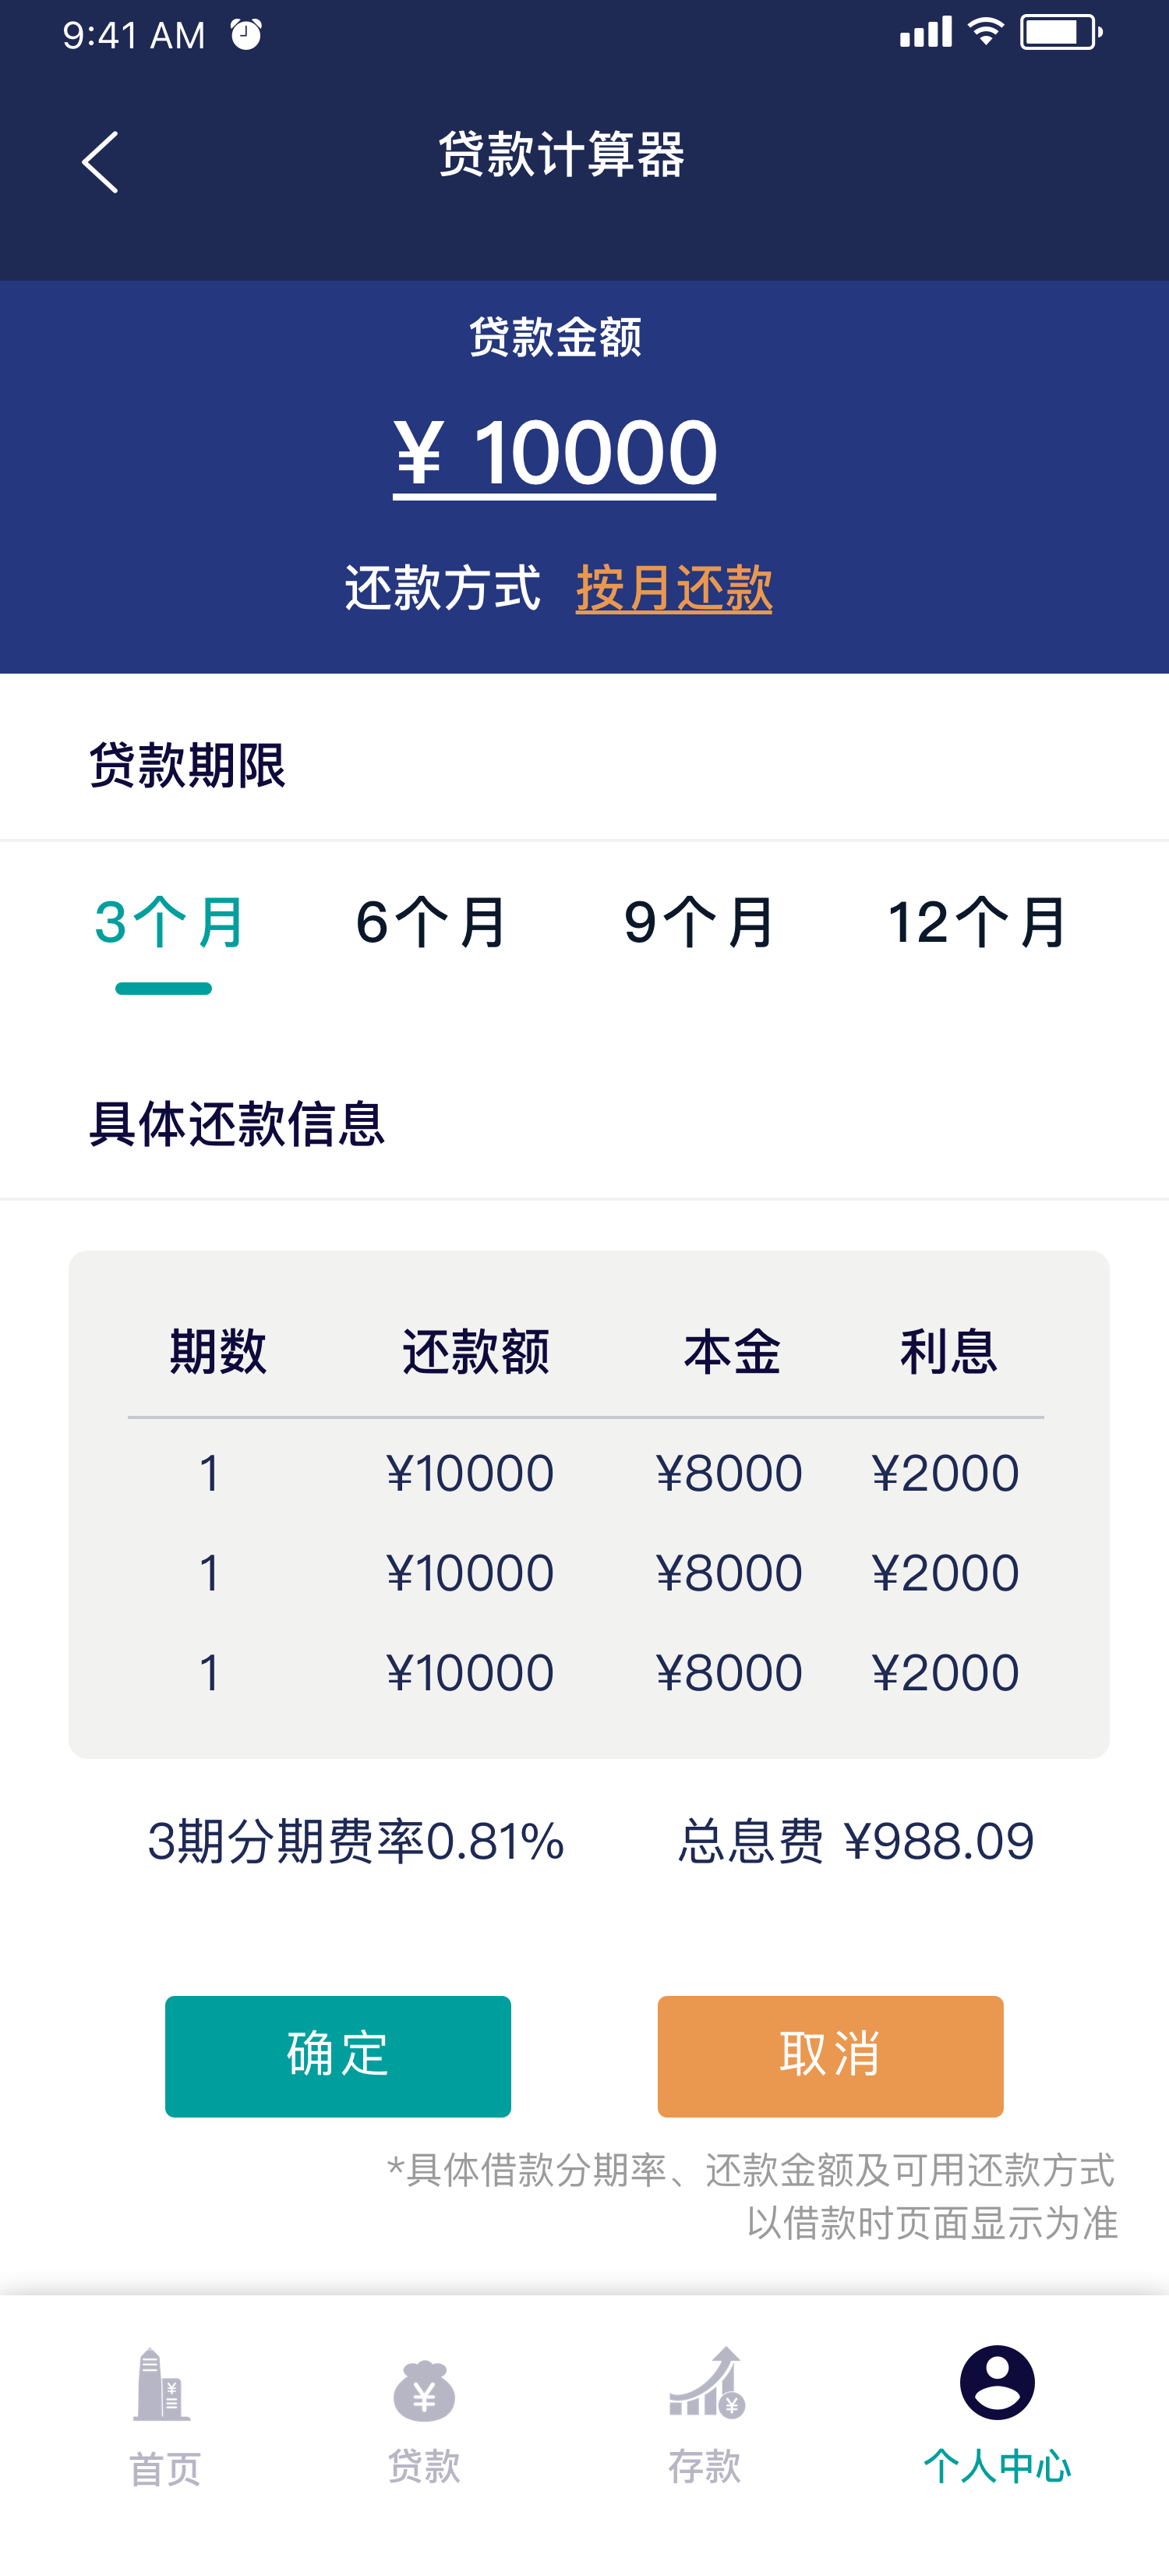 9:41 AM
贷款计算器
贷款金额
¥ 10000
还款方式 按月还款
贷款期限
3个月 6个月 9个月 12个月
具体还款信息
期数 还款额 本金 利息
1 ¥10000 ¥8000 ¥2000
1 ¥10000 ¥8000 ¥2000
1 ¥10000 ¥8000 ¥2000
3期分期费率0.81% 总息费 ¥988.09
确定 取消
*具体借款分期率、还款金额及可用还款方式
以借款时页面显示为准
首页 贷款 存款 个人中心